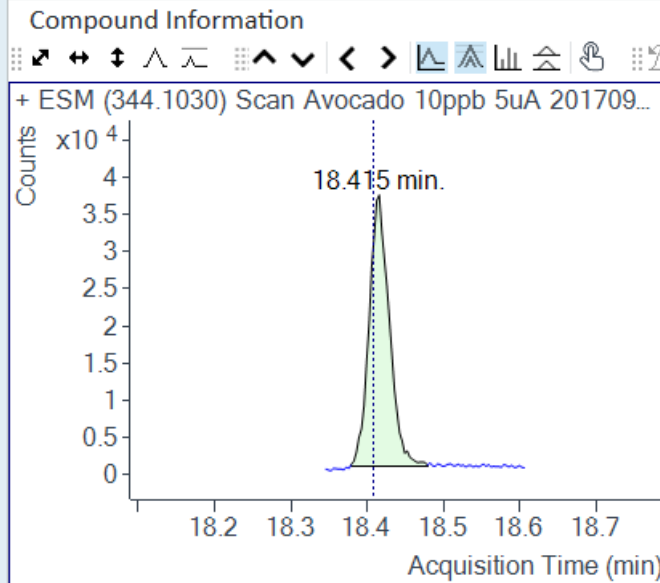 Compound Information
+ ESM (344.1030) Scan Avocado 10ppb 5uA 201709...
Counts
x10 4
4
3.5
3
2.5
2
1.5
1
0.5
0
18.415 min.
18.2 18.3 18.4 18.5 18.6 18.7
Acquisition Time (min)